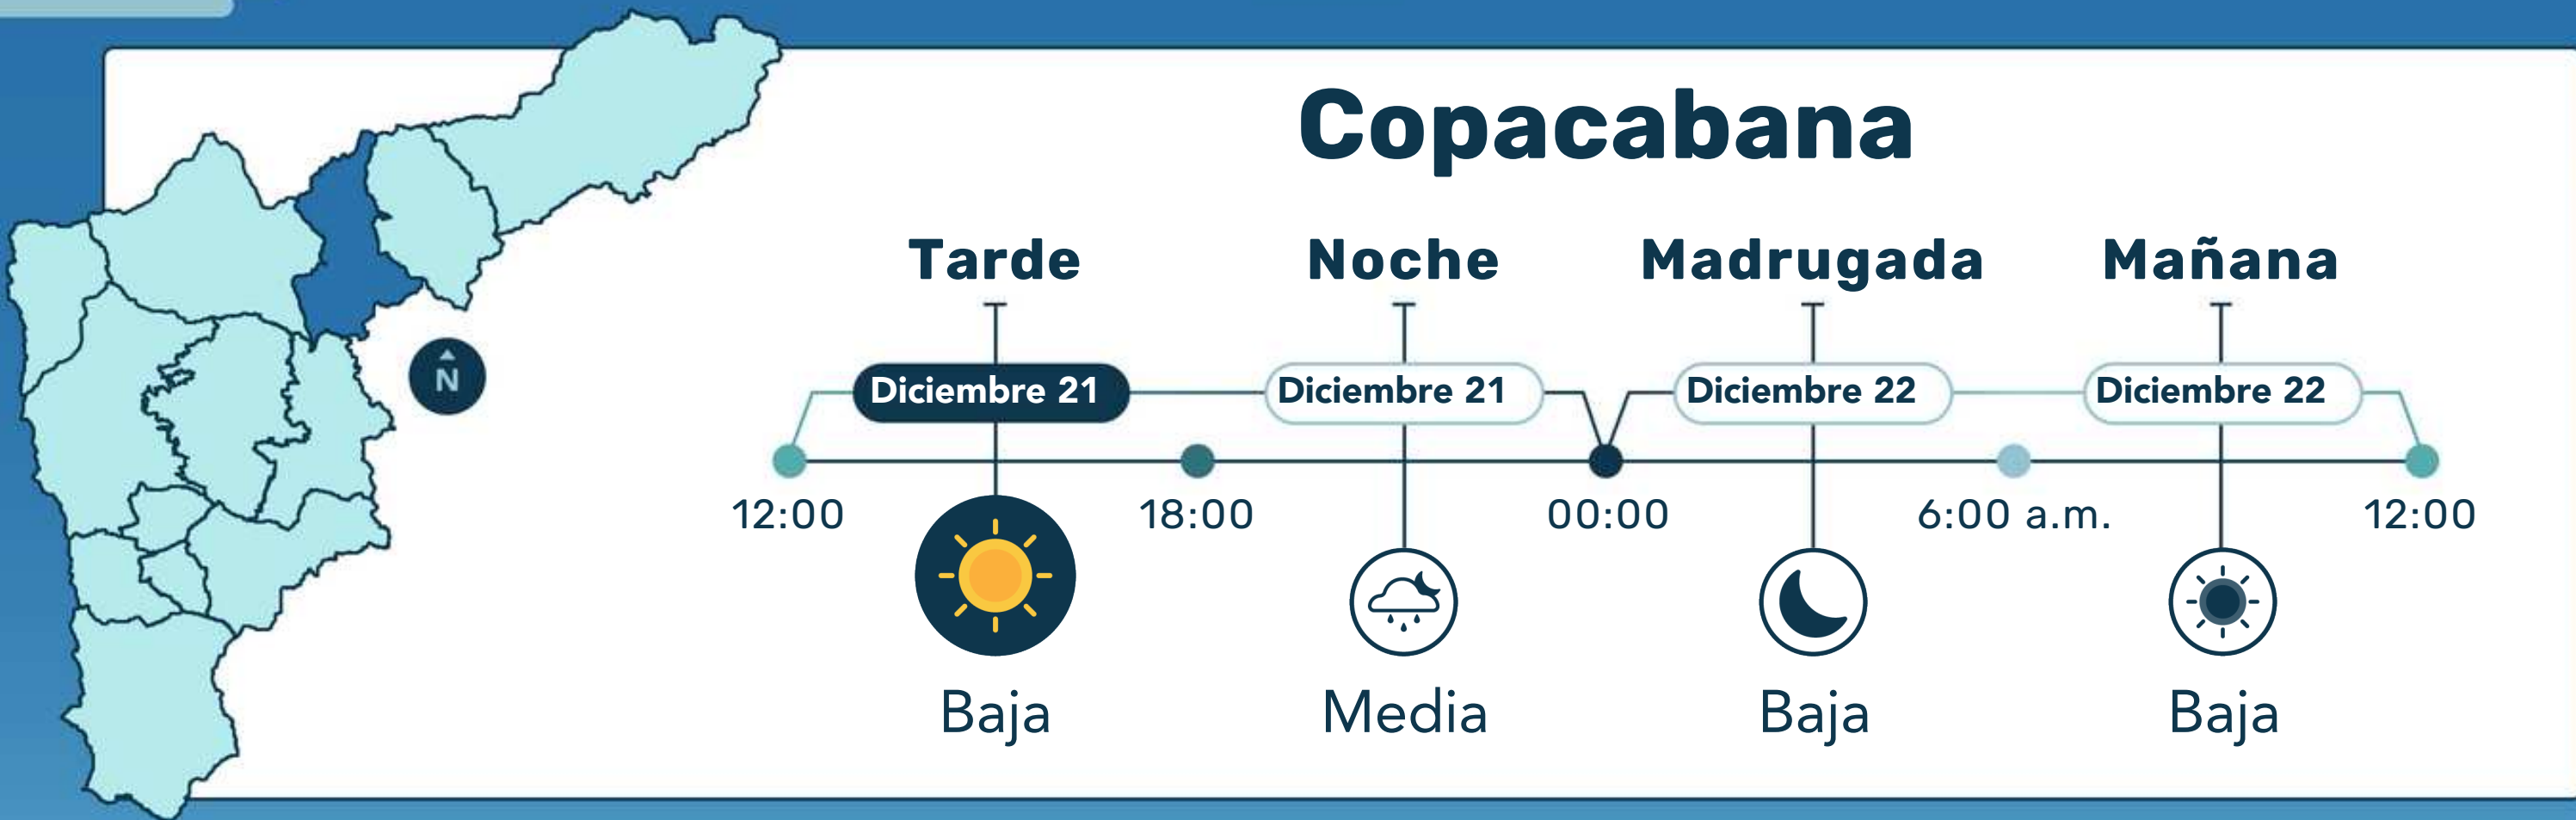 Copacabana
Tarde Noche Madrugada Mañana
Diciembre 21 Diciembre 21 Diciembre 22 Diciembre 22
N
12:00 18:00 00:00 6:00 a.m. 12:00
Baja Media Baja Baja